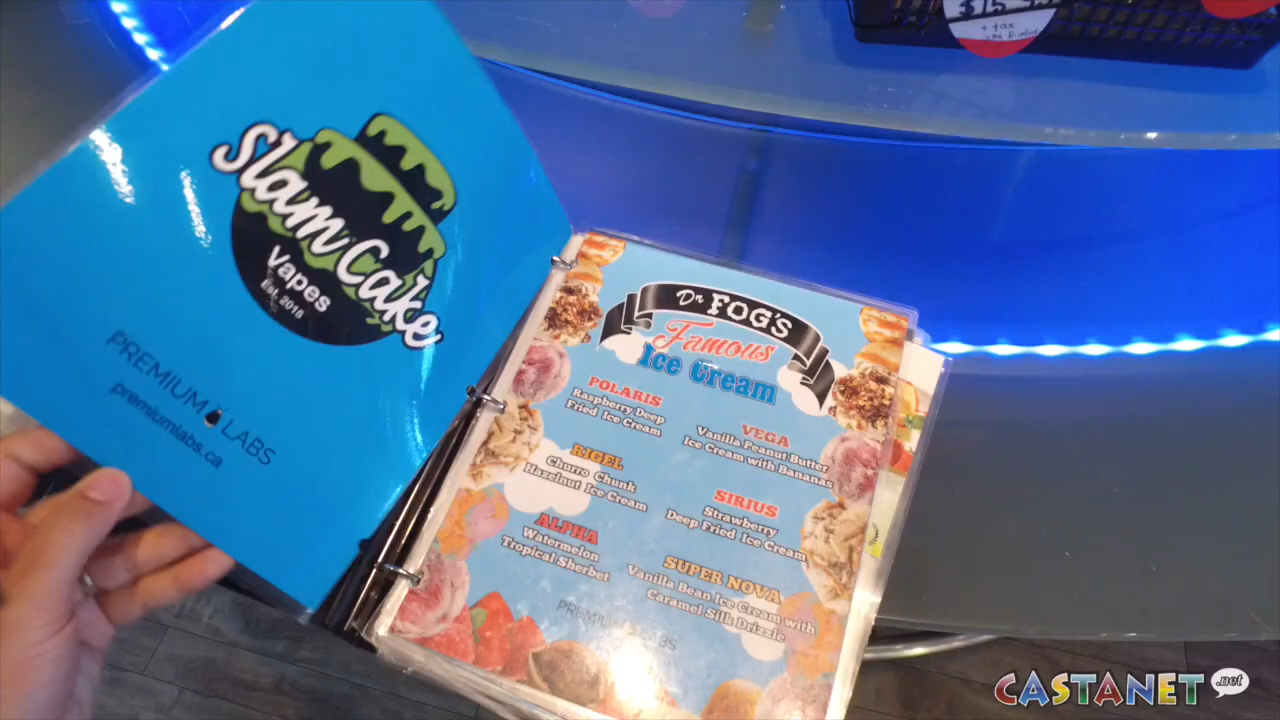 $15
+ tax
Slam Cake
Vapes
Est. 2016
PREMIUM LABS
premiumlabs.ca
Dr FOG'S
Famous
Ice Cream
POLARIS
Raspberry Deep
Fried Ice Cream
VEGA
Vanilla Peanut Butter
Ice Cream with Bananas
RIGEL
Churro Chunk
Hazelnut Ice Cream
SIRIUS
Strawberry
Deep Fried Ice Cream
ALPHA
Watermelon
Tropical Sherbet
SUPER NOVA
Vanilla Bean Ice Cream with
Caramel Silk Drizzle
PREMIUM LABS
CASTANET.net